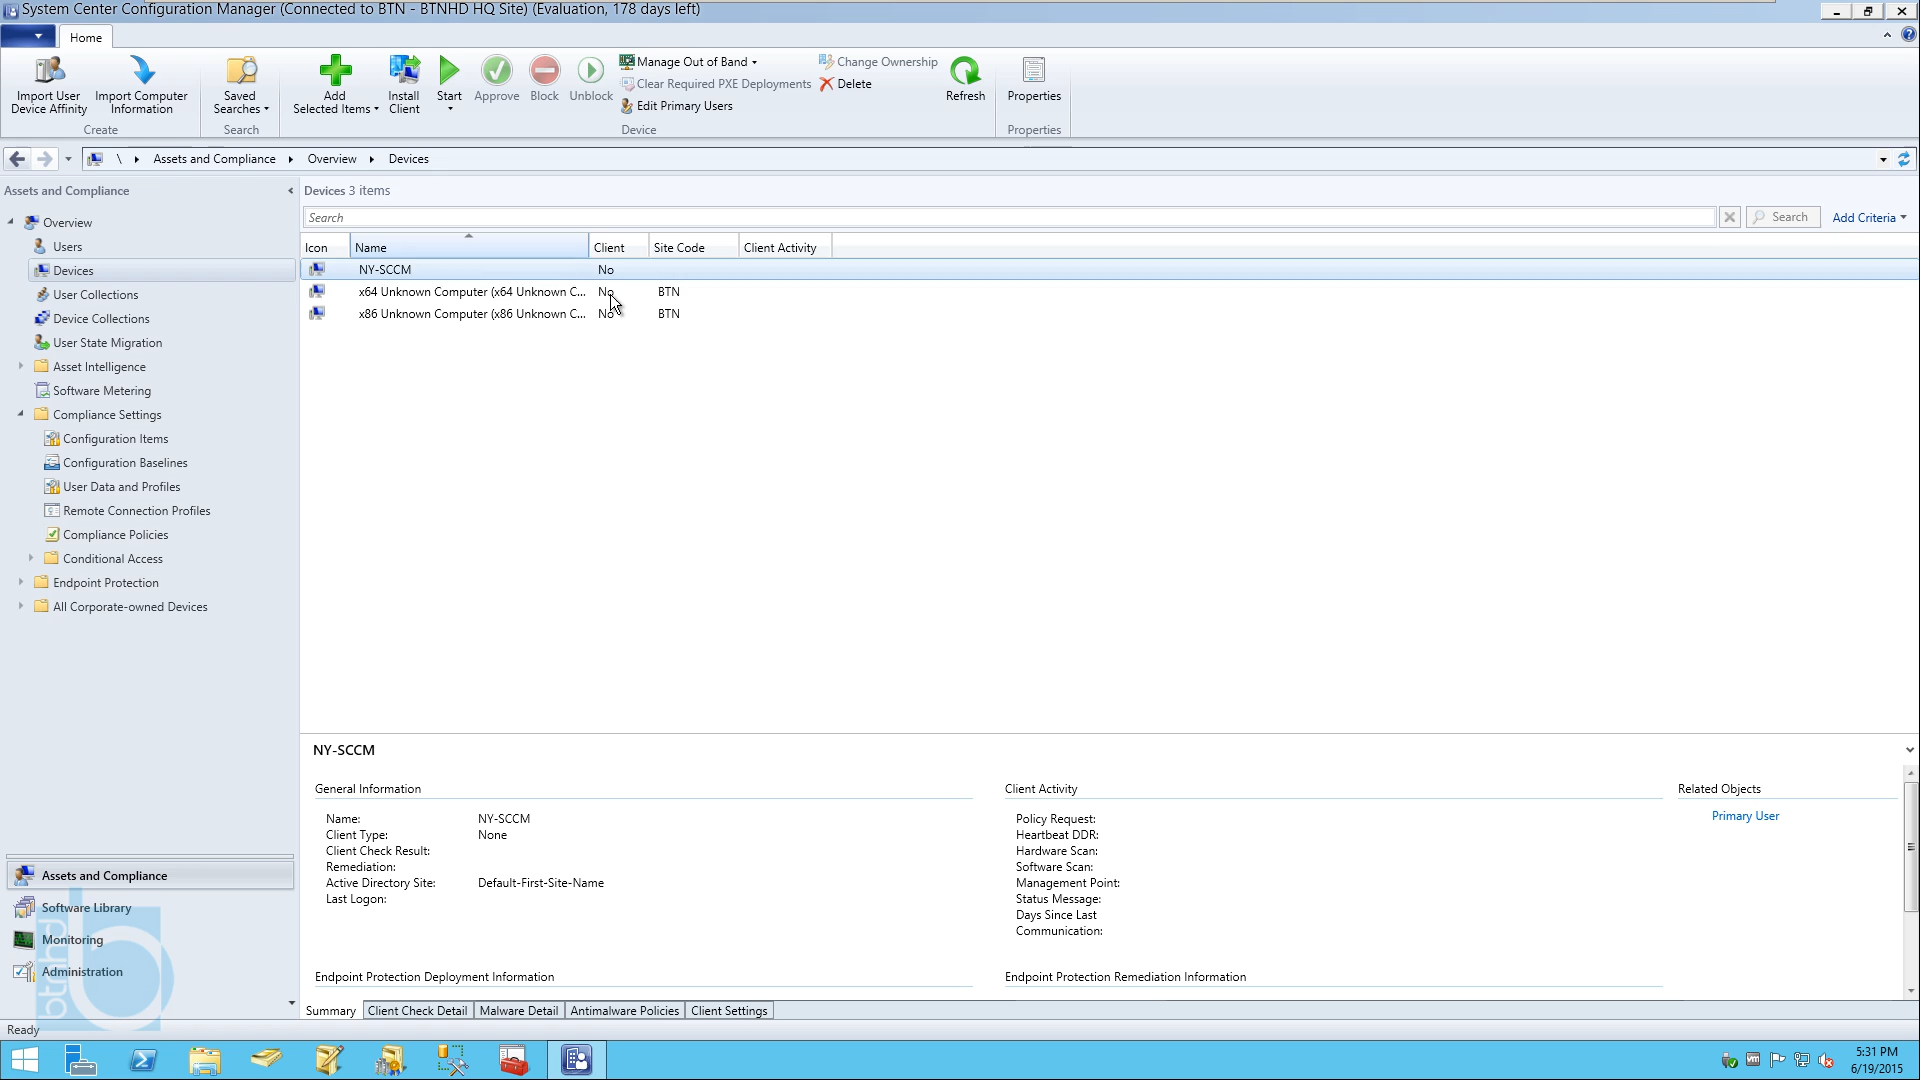 System Center Configuration Manager (Connected to BTN - BTNHD HQ Site) (Evaluation, 178 days left)
Home
Import User
Device Affinity
Import Computer
Information
Saved
Searches
Add
Selected Items
Install
Client
Start
Approve
Block
Unblock
Manage Out of Band
Clear Required PXE Deployments
Edit Primary Users
Change Ownership
Delete
Refresh
Properties
Create
Search
Device
Properties
\ Assets and Compliance Overview Devices
Assets and Compliance
Overview
Users
Devices
User Collections
Device Collections
User State Migration
Asset Intelligence
Software Metering
Compliance Settings
Configuration Items
Configuration Baselines
User Data and Profiles
Remote Connection Profiles
Compliance Policies
Conditional Access
Endpoint Protection
All Corporate-owned Devices
Assets and Compliance
Software Library
Monitoring
Administration
btnhd
Devices 3 items
Search Search Add Criteria
Icon Name Client Site Code Client Activity
NY-SCCM No
x64 Unknown Computer (x64 Unknown C... No BTN
x86 Unknown Computer (x86 Unknown C... No BTN
NY-SCCM
General Information
Name: NY-SCCM
Client Type: None
Client Check Result:
Remediation:
Active Directory Site: Default-First-Site-Name
Last Logon:
Endpoint Protection Deployment Information
Client Activity
Policy Request:
Heartbeat DDR:
Hardware Scan:
Software Scan:
Management Point:
Status Message:
Days Since Last
Communication:
Endpoint Protection Remediation Information
Related Objects
Primary User
Summary Client Check Detail Malware Detail Antimalware Policies Client Settings
Ready
5:31 PM
6/19/2015